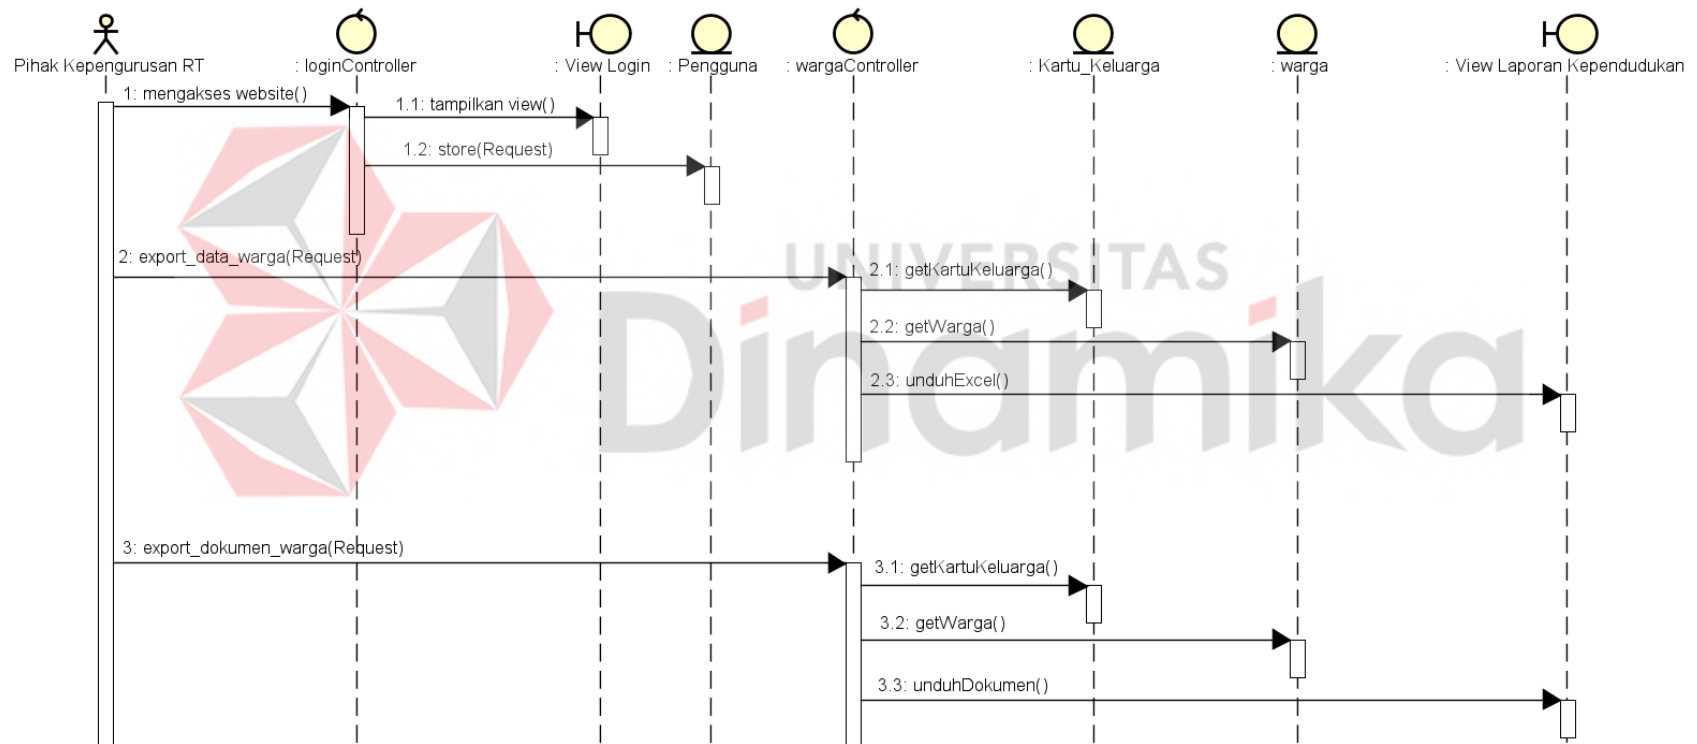 Pihak Kepengurusan RT
: loginController
: View Login
: Pengguna
: wargaController
: Kartu_Keluarga
: warga
: View Laporan Kependudukan
1: mengakses website()
1.1: tampilkan view()
1.2: store(Request)
2: export_data_warga(Request)
2.1: getKartuKeluarga()
2.2: getWarga()
2.3: unduhExcel()
UNIVERSITAS
Dinamika
3: export_dokumen_warga(Request)
3.1: getKartuKeluarga()
3.2: getWarga()
3.3: unduhDokumen()